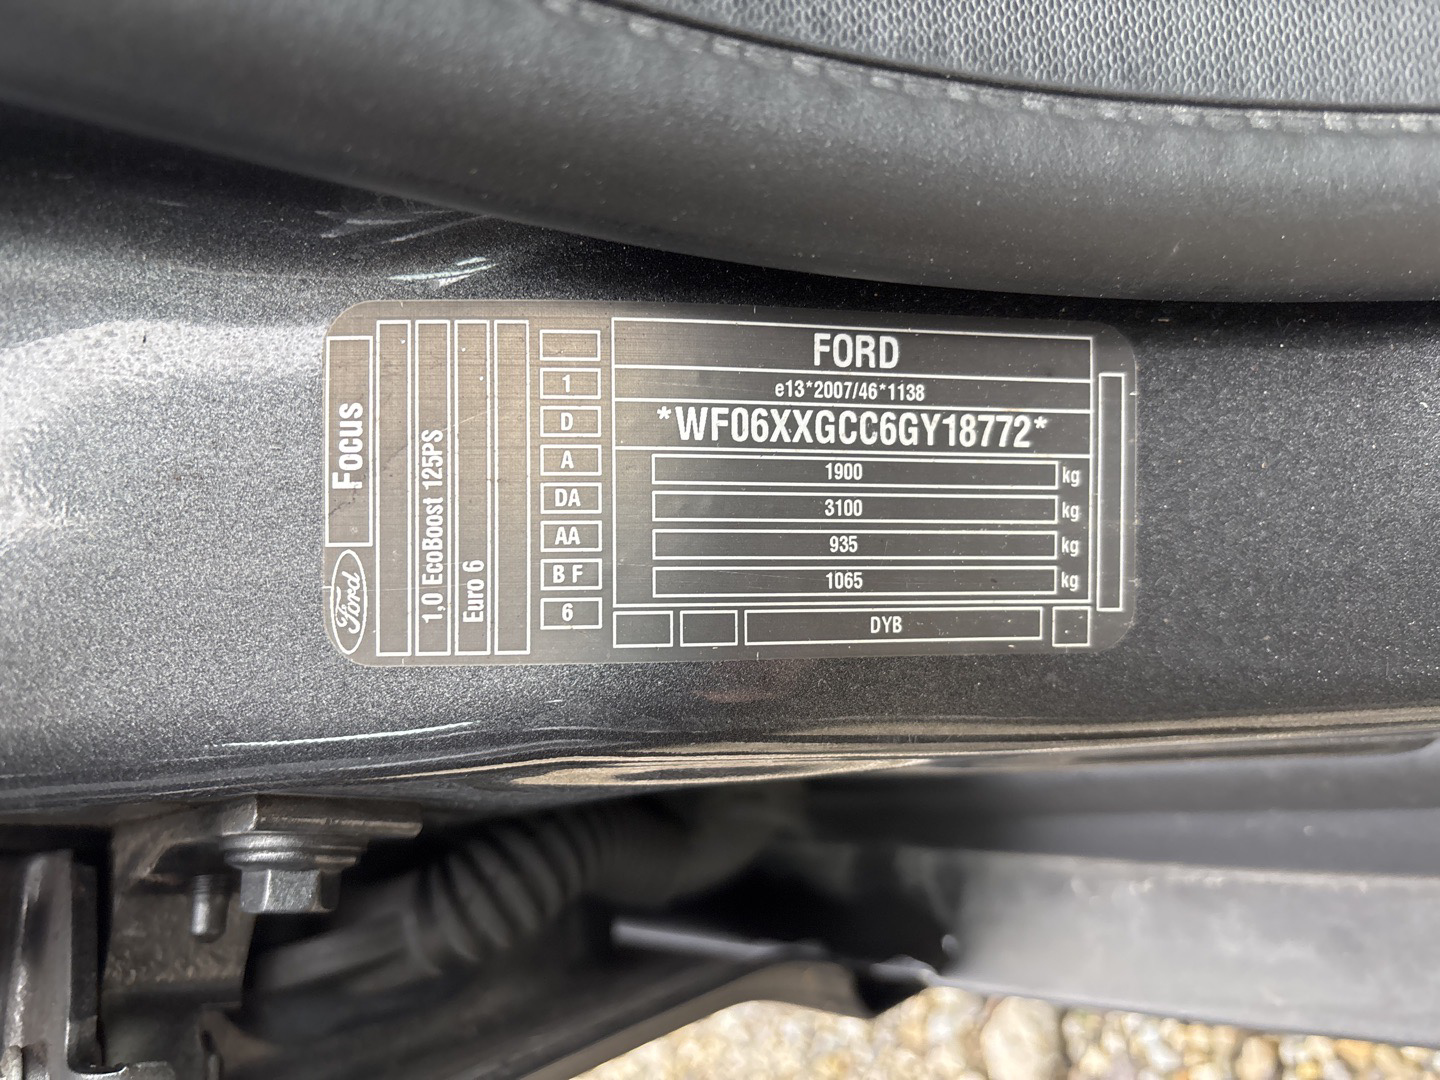 Ford
Focus
1,0 EcoBoost 125PS
Euro 6
1
D
A
DA
AA
B F
6
FORD
e13*2007/46*1138
*WF06XXGCC6GY18772*
1900 kg
3100 kg
935 kg
1065 kg
DYB